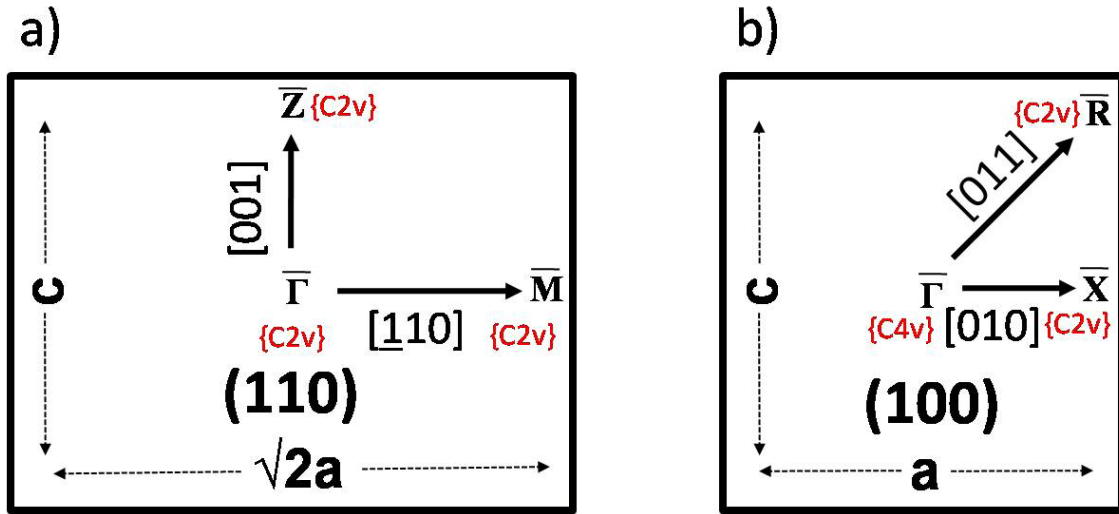 a)
Z̅ {C2v}
[001]
c
Γ̅
M̅
{C2v}
[1̲10]
{C2v}
(110)
√2a
b)
{C2v} R̅
[011]
c
Γ̅
X̅
{C4v} [010] {C2v}
(100)
a